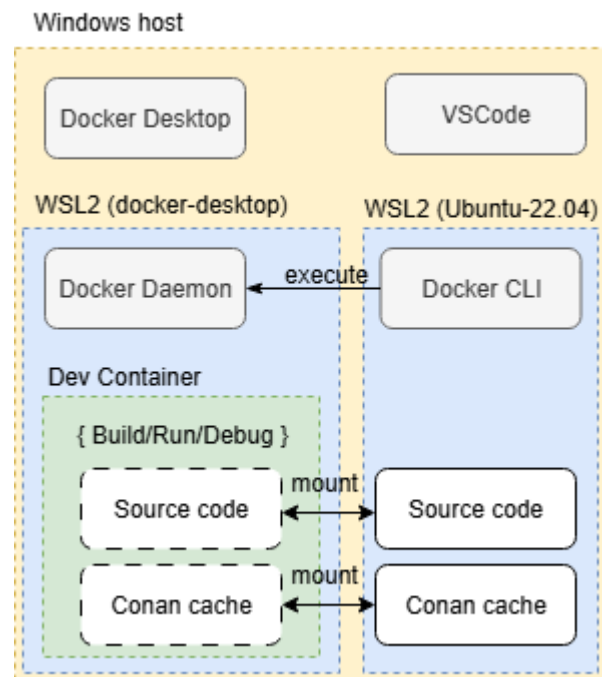 Windows host
Docker Desktop
VSCode
WSL2 (docker-desktop)
WSL2 (Ubuntu-22.04)
Docker Daemon
execute
Docker CLI
Dev Container
{ Build/Run/Debug }
Source code
mount
Source code
Conan cache
mount
Conan cache